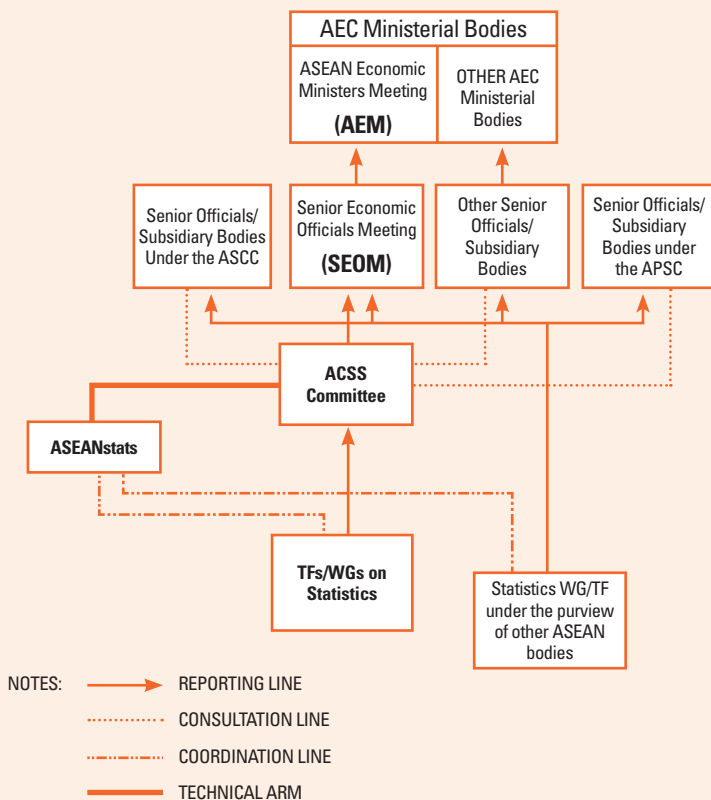 AEC Ministerial Bodies
ASEAN Economic
Ministers Meeting
(AEM)
OTHER AEC
Ministerial
Bodies
Senior Officials/
Subsidiary Bodies
Under the ASCC
Senior Economic
Officials Meeting
(SEOM)
Other Senior
Officials/
Subsidiary
Bodies
Senior Officials/
Subsidiary
Bodies under
the APSC
ACSS
Committee
ASEANstats
TFs/WGs on
Statistics
Statistics WG/TF
under the purview
of other ASEAN
bodies
NOTES:
REPORTING LINE
CONSULTATION LINE
COORDINATION LINE
TECHNICAL ARM